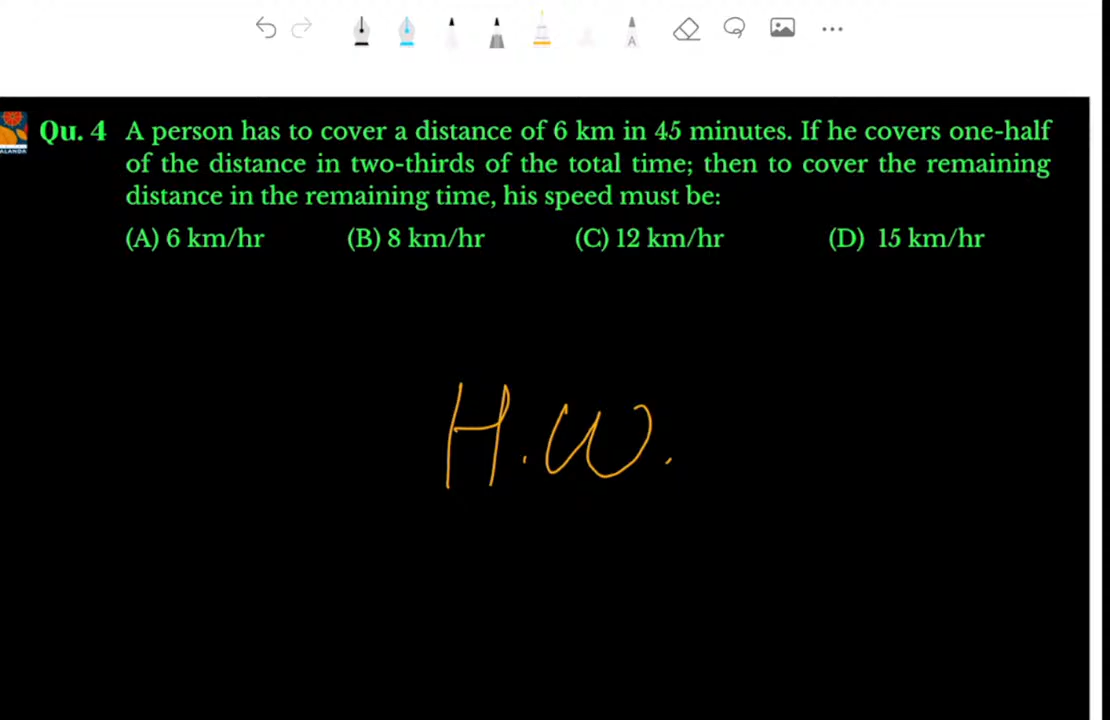 A
Qu. 4 A person has to cover a distance of 6 km in 45 minutes. If he covers one-half
of the distance in two-thirds of the total time; then to cover the remaining
distance in the remaining time, his speed must be:
(A) 6 km/hr (B) 8 km/hr (C) 12 km/hr (D) 15 km/hr
H.W.